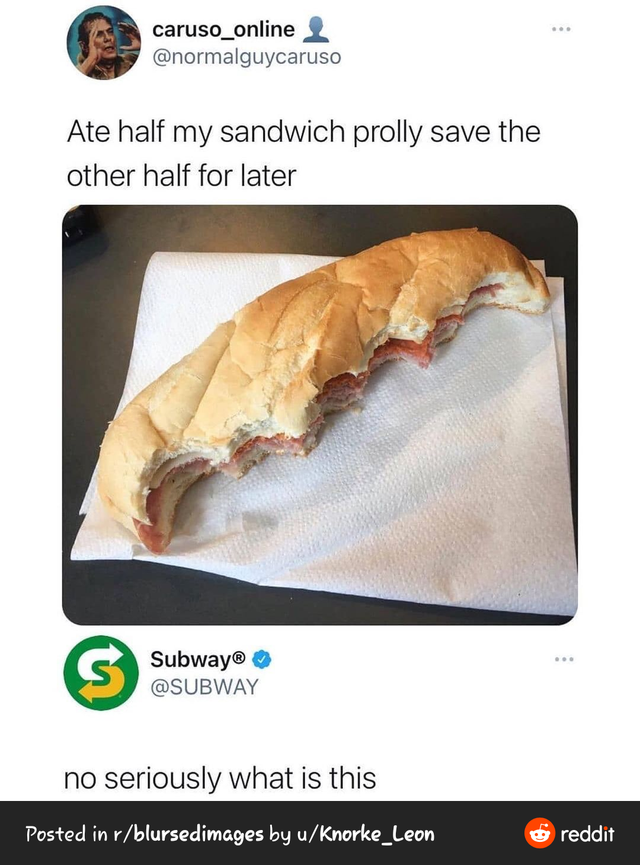 caruso_online
@normalguycaruso
Ate half my sandwich prolly save the
other half for later
Subway®
@SUBWAY
no seriously what is this
Posted in r/blursedimages by u/Knorke_Leon
reddit